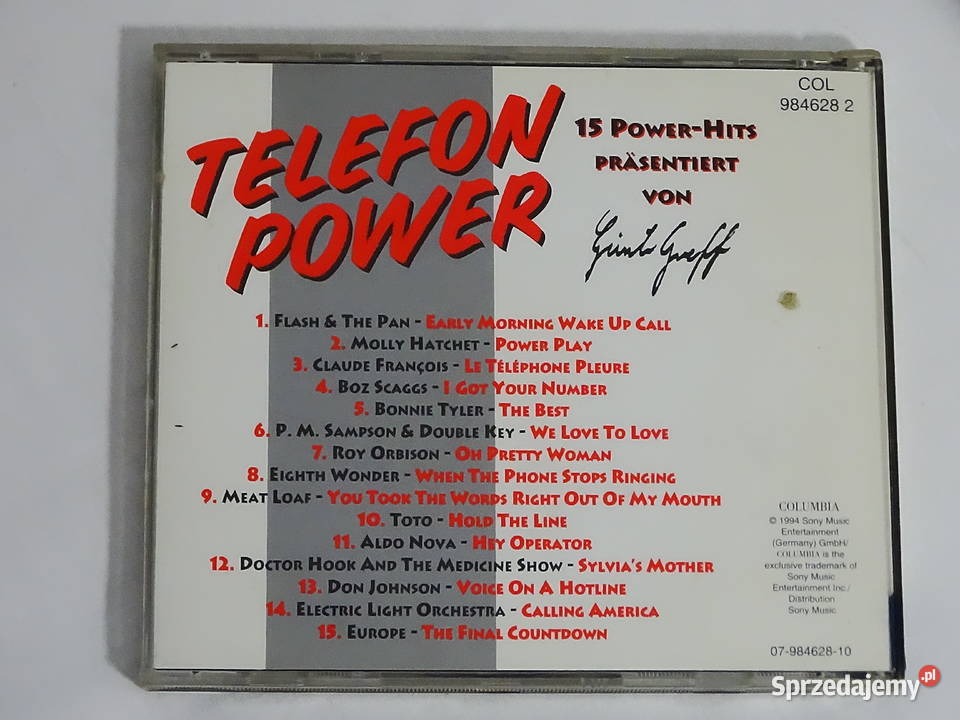 COL
984628 2
TELEFON
POWER
15 POWER-HITS
PRÄSENTIERT
VON
1. FLASH & THE PAN - EARLY MORNING WAKE UP CALL
2. MOLLY HATCHET - POWER PLAY
3. CLAUDE FRANÇOIS - LE TÉLÉPHONE PLEURE
4. BOZ SCAGGS - I GOT YOUR NUMBER
5. BONNIE TYLER - THE BEST
6. P. M. SAMPSON & DOUBLE KEY - WE LOVE TO LOVE
7. ROY ORBISON - OH PRETTY WOMAN
8. EIGHTH WONDER - WHEN THE PHONE STOPS RINGING
9. MEAT LOAF - YOU TOOK THE WORDS RIGHT OUT OF MY MOUTH
10. TOTO - HOLD THE LINE
11. ALDO NOVA - HEY OPERATOR
12. DOCTOR HOOK AND THE MEDICINE SHOW - SYLVIA'S MOTHER
13. DON JOHNSON - VOICE ON A HOTLINE
14. ELECTRIC LIGHT ORCHESTRA - CALLING AMERICA
15. EUROPE - THE FINAL COUNTDOWN
COLUMBIA
© 1994 Sony Music
Entertainment
(Germany) GmbH/
COLUMBIA is the
exclusive trademark of
Sony Music
Entertainment Inc./
Distribution
Sony Music
07-984628-10
Sprzedajemy.pl